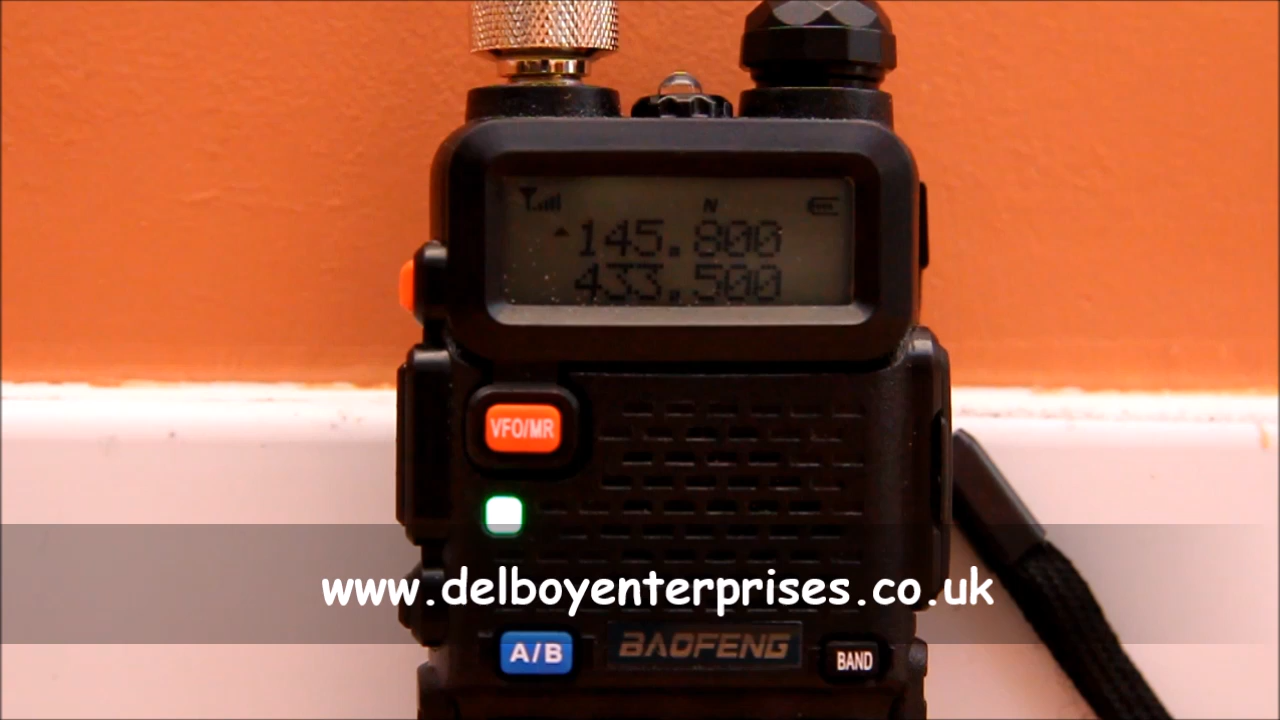 N
145.800
433.500
VFO/MR
www.delboyenterprises.co.uk
A/B
BAOFENG
BAND